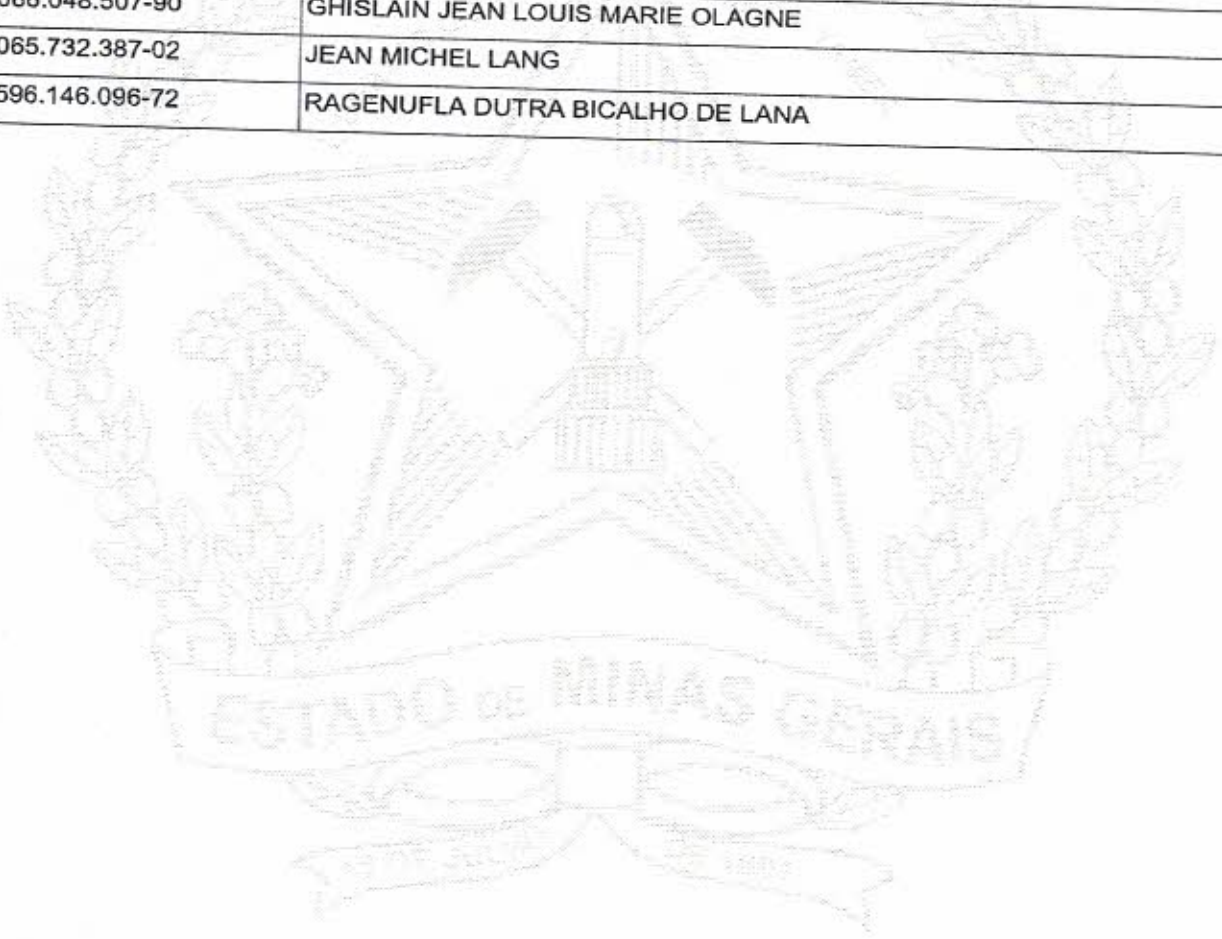 GHISLAIN JEAN LOUIS MARIE OLAGNE
065.732.387-02 JEAN MICHEL LANG
596.146.096-72 RAGENUFLA DUTRA BICALHO DE LANA
ESTADO DE MINAS GERAIS